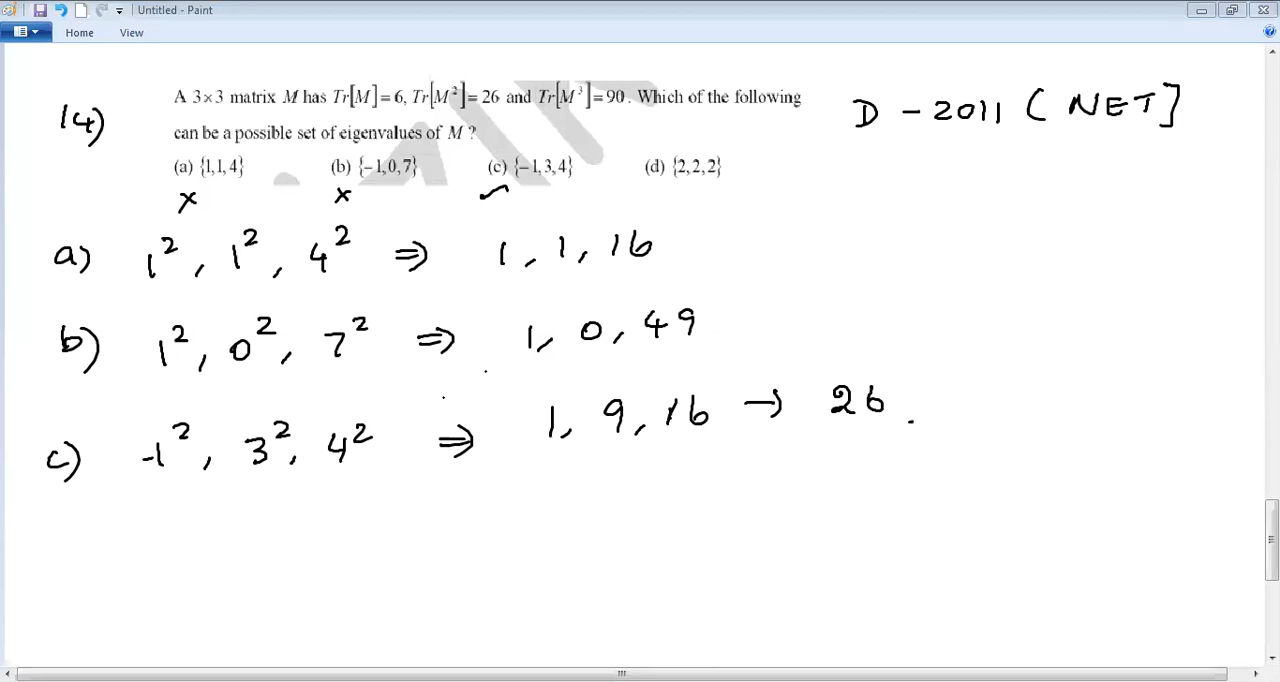 Untitled - Paint
Home View
14) A 3×3 matrix M has Tr[M]=6, Tr[M²]=26 and Tr[M³]=90. Which of the following D - 2011 ( NET ]
can be a possible set of eigenvalues of M ?
(a) {1,1,4} (b) {-1,0,7} (c) {-1,3,4} (d) {2,2,2}
× × ✓
a) 1², 1², 4² ⇒ 1, 1, 16
b) 1², 0², 7² ⇒ 1, 0, 49
c) -1², 3², 4² ⇒ 1, 9, 16 → 26.